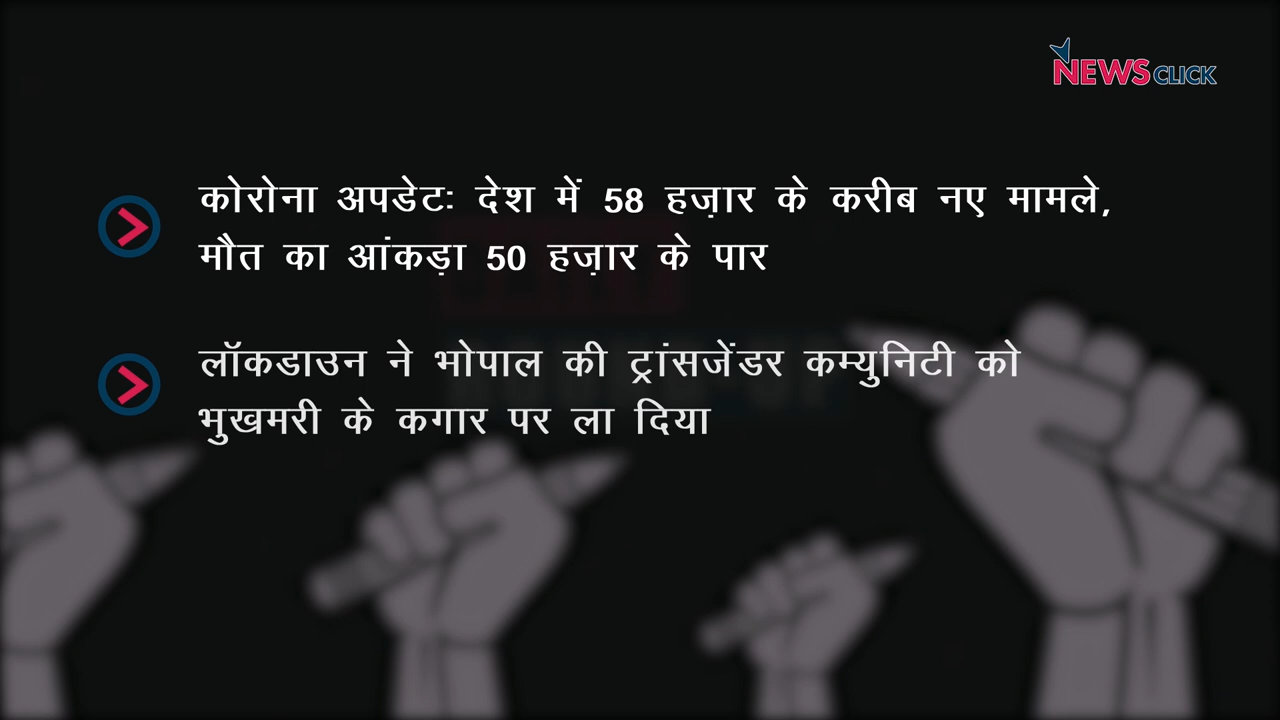 NEWSCLICK
कोरोना अपडेटः देश में 58 हज़ार के करीब नए मामले,
मौत का आंकड़ा 50 हज़ार के पार
लॉकडाउन ने भोपाल की ट्रांसजेंडर कम्युनिटी को
भुखमरी के कगार पर ला दिया